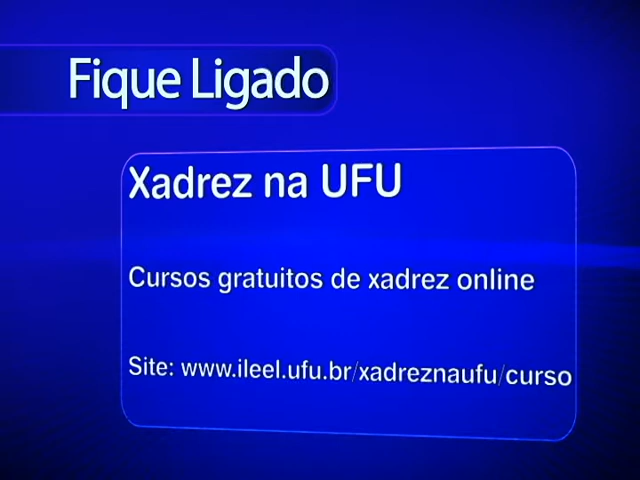 Fique Ligado
Xadrez na UFU
Cursos gratuitos de xadrez online
Site: www.ileel.ufu.br/xadreznaufu/curso